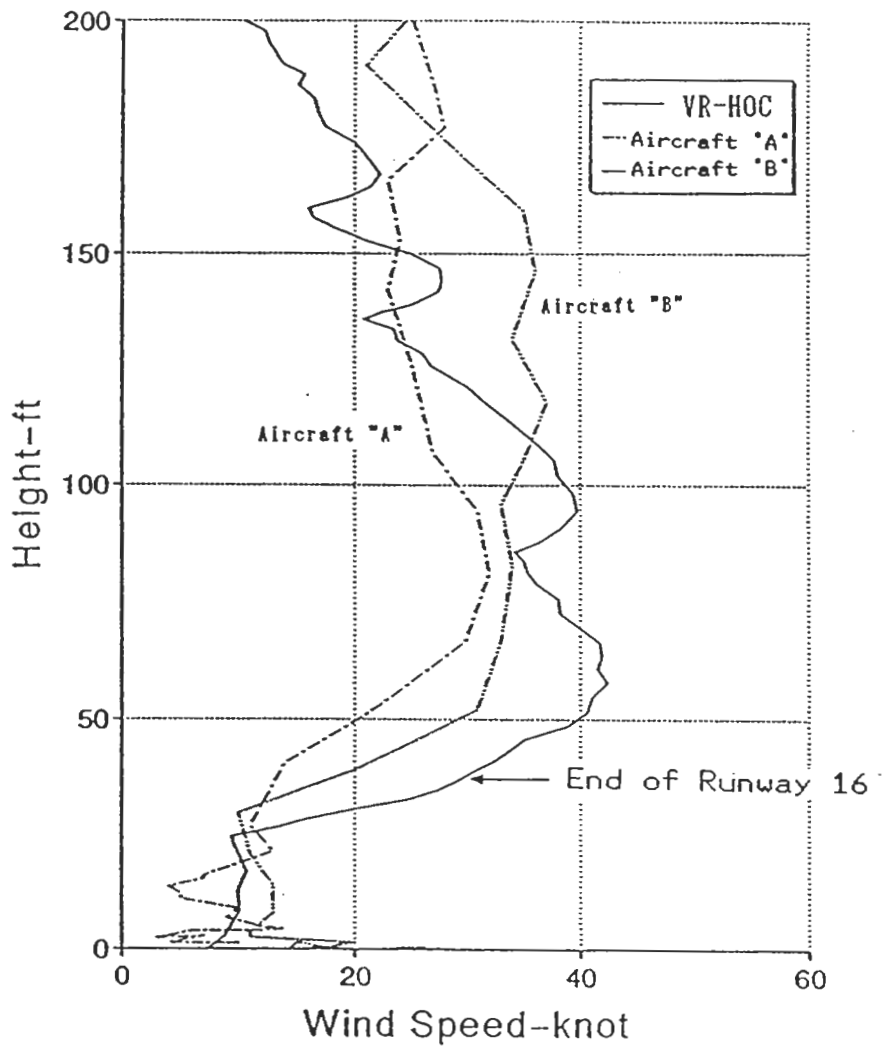 200
150
100
50
0
Height-ft
VR-HOC
Aircraft "A"
Aircraft "B"
Aircraft "B"
Aircraft "A"
End of Runway 16
0
20
40
60
Wind Speed-knot